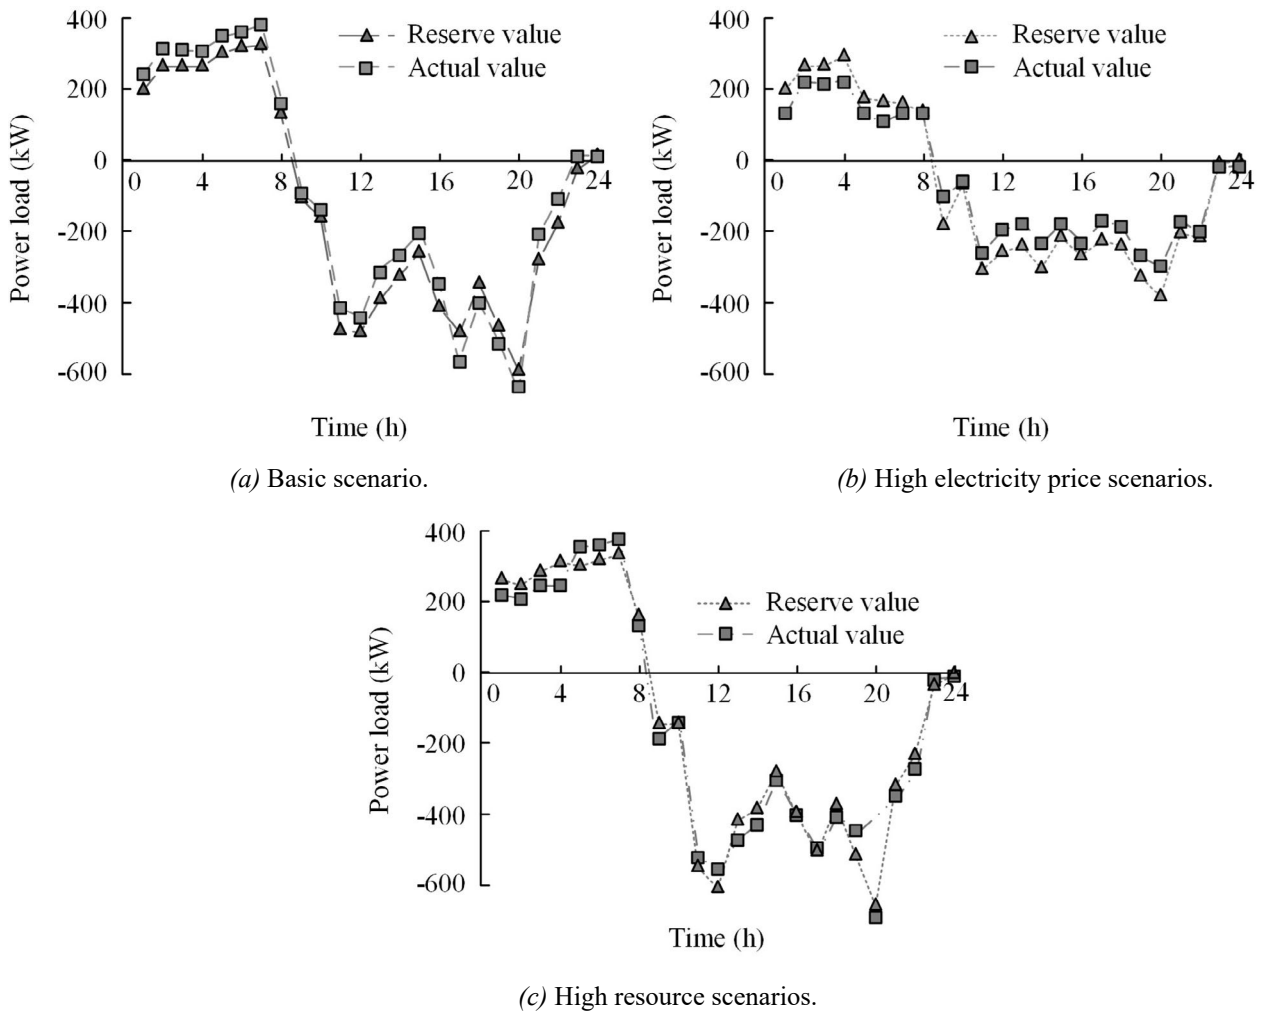 400
200
0
-200
-400
-600
Power load (kW)
0 4 8 12 16 20 24
Reserve value
Actual value
Time (h)
(a) Basic scenario.
400
200
0
-200
-400
-600
Power load (kW)
0 4 8 12 16 20 24
Reserve value
Actual value
Time (h)
(b) High electricity price scenarios.
400
200
0
-200
-400
-600
Power load (kW)
0 4 8 12 16 20 24
Reserve value
Actual value
Time (h)
(c) High resource scenarios.